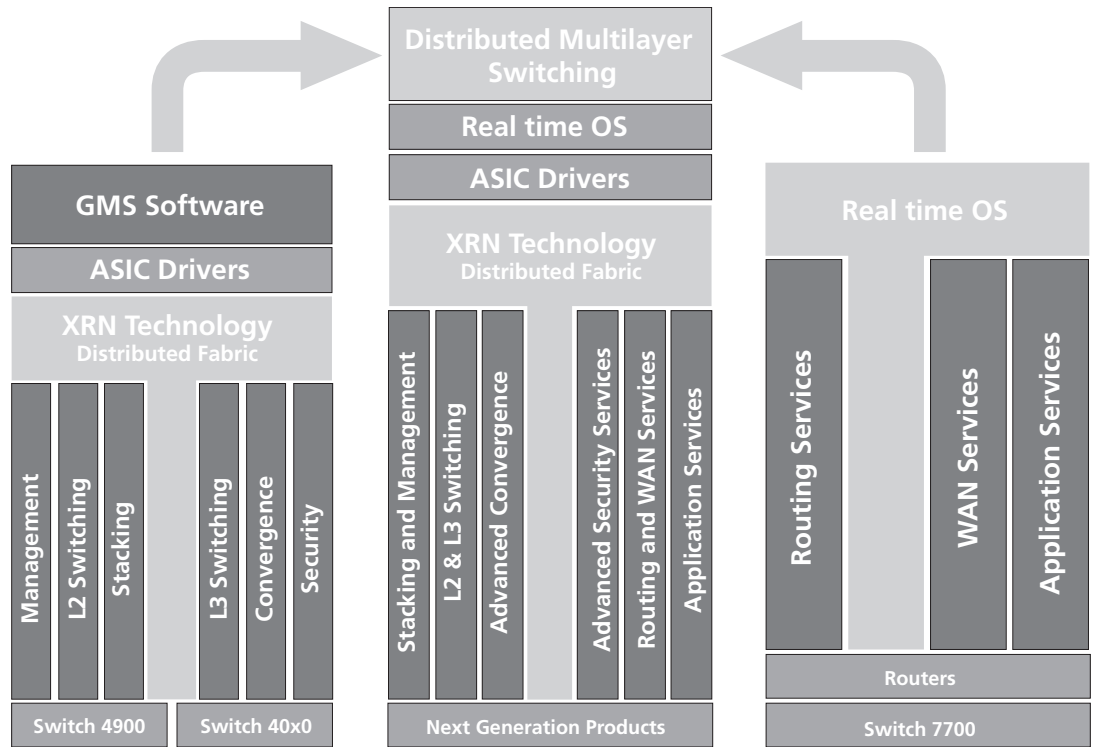 GMS Software
ASIC Drivers
XRN Technology
Distributed Fabric
Management
L2 Switching
Stacking
L3 Switching
Convergence
Security
Switch 4900
Switch 40x0
Distributed Multilayer
Switching
Real time OS
ASIC Drivers
XRN Technology
Distributed Fabric
Stacking and Management
L2 & L3 Switching
Advanced Convergence
Advanced Security Services
Routing and WAN Services
Application Services
Next Generation Products
Real time OS
Routing Services
WAN Services
Application Services
Routers
Switch 7700